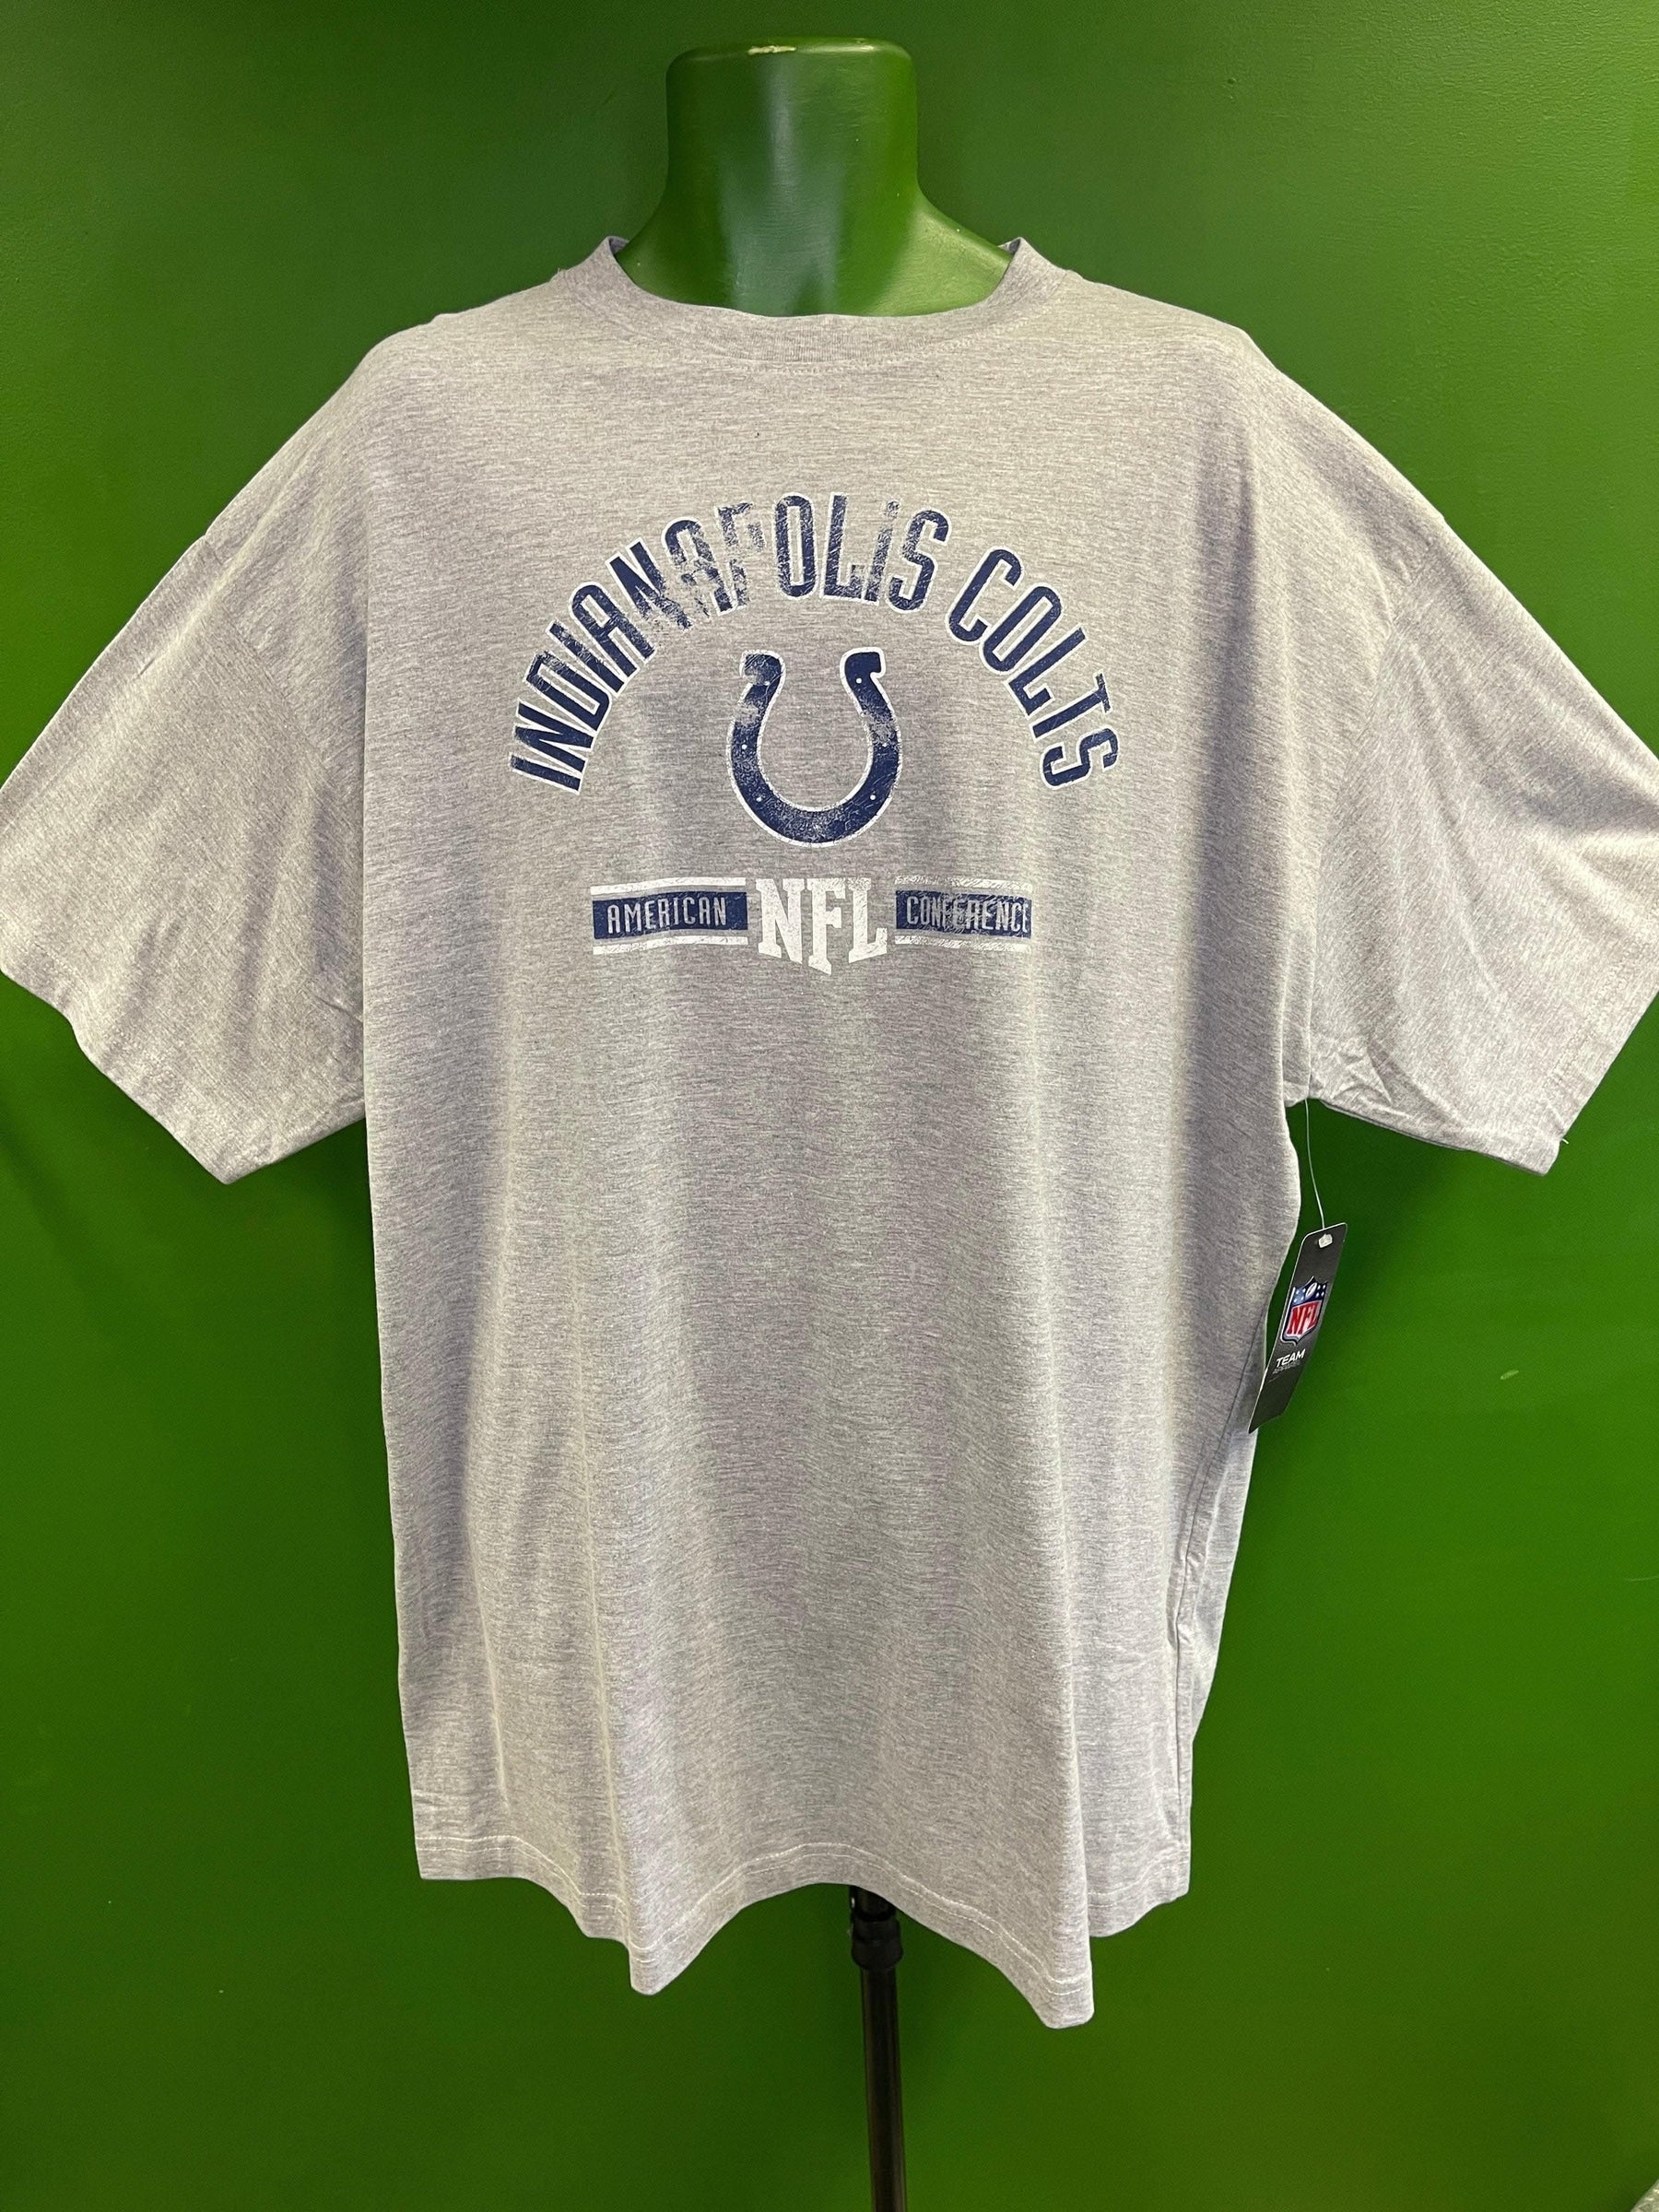 INDIANAPOLIS COLTS
AMERICAN NFL CONFERENCE
NFL
TEAM